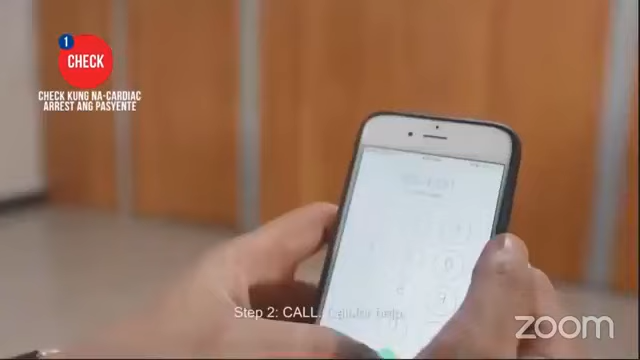 1
CHECK
CHECK KUNG NA-CARDIAC
ARREST ANG PASYENTE
Step 2: CALL. Call for help.
zoom